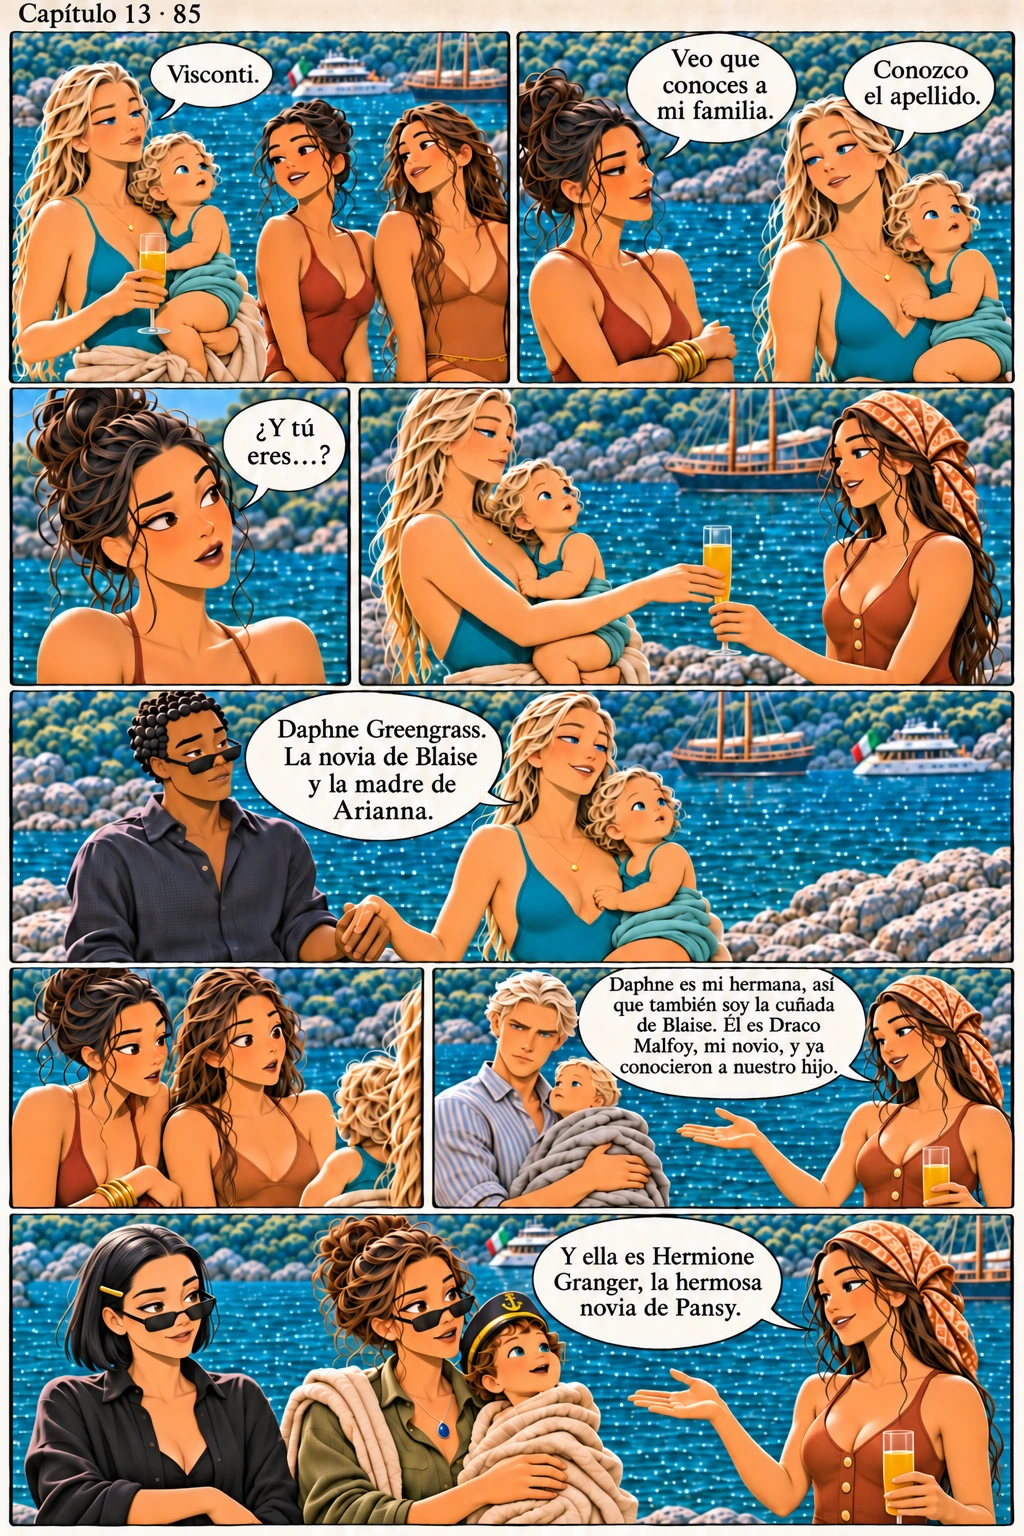 Capítulo 13 · 85
Visconti.
Veo que
conoces a
mi familia.
Conozco
el apellido.
¿Y tú
eres...?
Daphne Greengrass.
La novia de Blaise
y la madre de
Arianna.
Daphne es mi hermana, así
que también soy la cuñada
de Blaise. Él es Draco
Malfoy, mi novio, y ya
conocieron a nuestro hijo.
Y ella es Hermione
Granger, la hermosa
novia de Pansy.